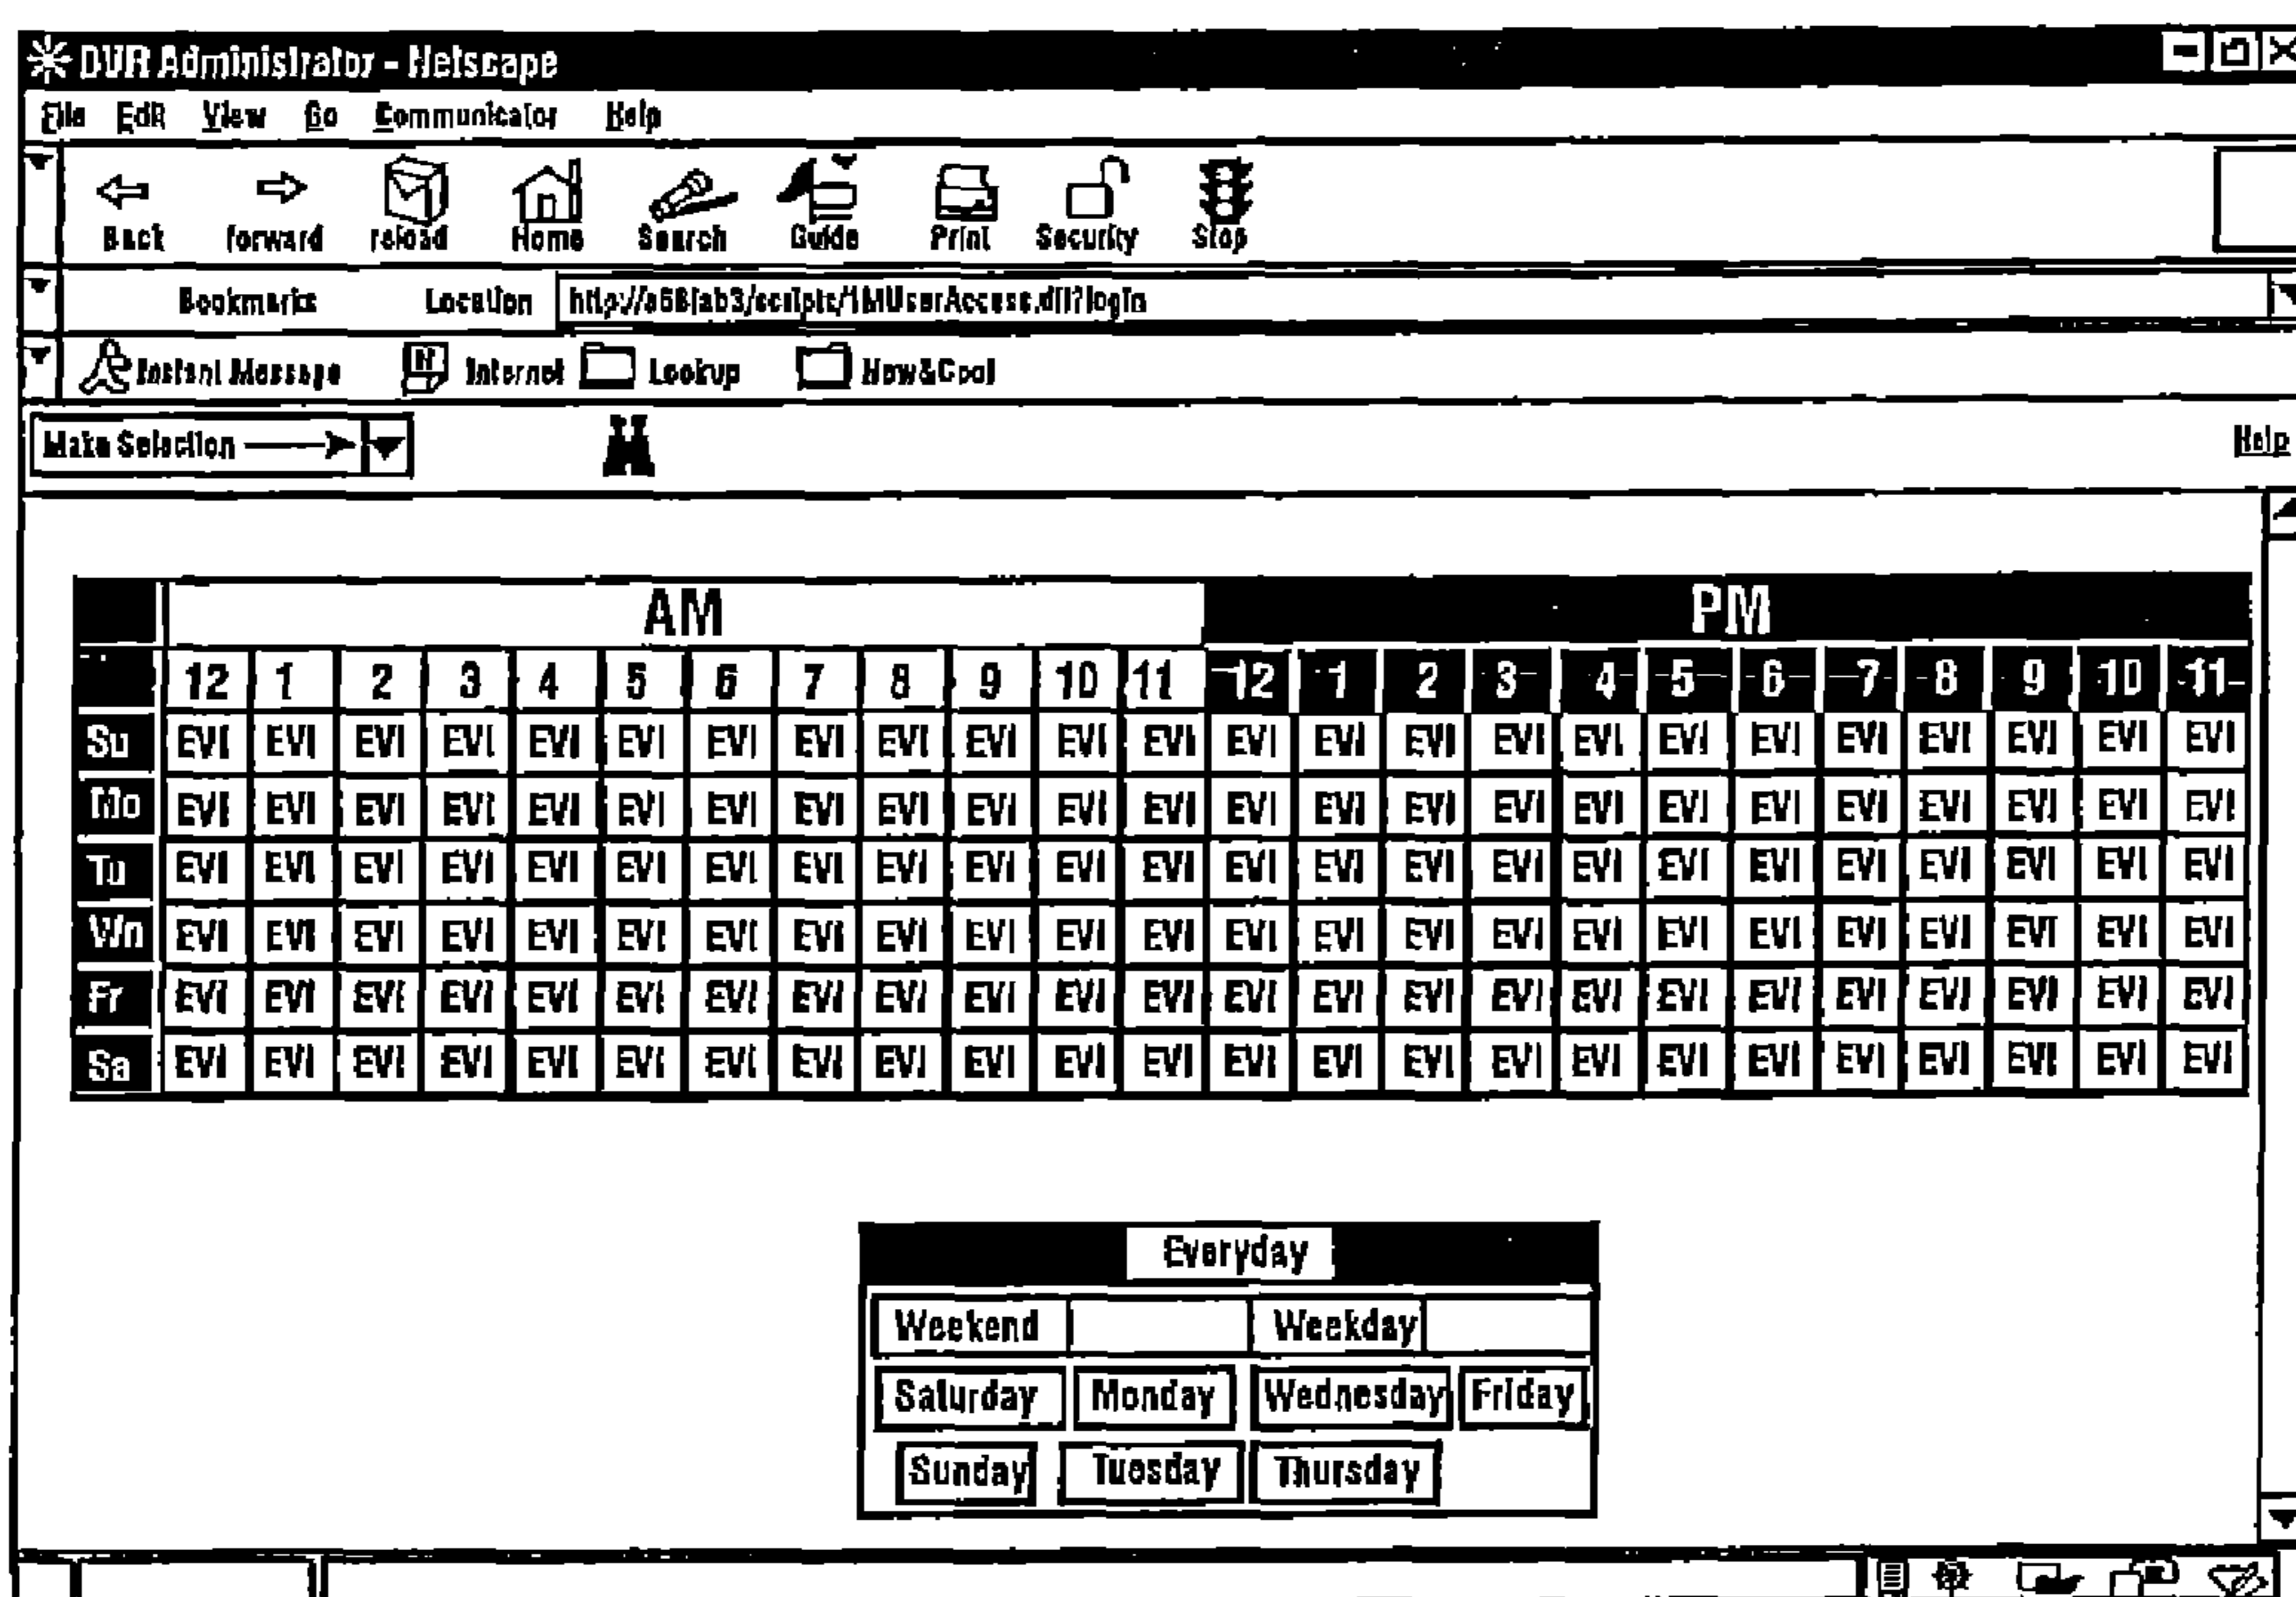 DVR Administrator - Netscape
File Edit View Go Communicator Help
Back forward reload Home Search Guide Print Security Stop
Bookmarks Location
Instant Message Internet Lookup New&Cool
Make Selection Help
AM PM
12 1 2 3 4 5 6 7 8 9 10 11 12 1 2 3 4 5 6 7 8 9 10 11
Su EVI EVI EVI EVI EVI EVI EVI EVI EVI EVI EVI EVI EVI EVI EVI EVI EVI EVI EVI EVI EVI EVI EVI EVI
Mo EVI EVI EVI EVI EVI EVI EVI EVI EVI EVI EVI EVI EVI EVI EVI EVI EVI EVI EVI EVI EVI EVI EVI EVI
Tu EVI EVI EVI EVI EVI EVI EVI EVI EVI EVI EVI EVI EVI EVI EVI EVI EVI EVI EVI EVI EVI EVI EVI EVI
Wn EVI EVI EVI EVI EVI EVI EVI EVI EVI EVI EVI EVI EVI EVI EVI EVI EVI EVI EVI EVI EVI EVI EVI EVI
Fr EVI EVI EVI EVI EVI EVI EVI EVI EVI EVI EVI EVI EVI EVI EVI EVI EVI EVI EVI EVI EVI EVI EVI EVI
Sa EVI EVI EVI EVI EVI EVI EVI EVI EVI EVI EVI EVI EVI EVI EVI EVI EVI EVI EVI EVI EVI EVI EVI EVI
Everyday
Weekend Weekday
Saturday Monday Wednesday Friday
Sunday Tuesday Thursday